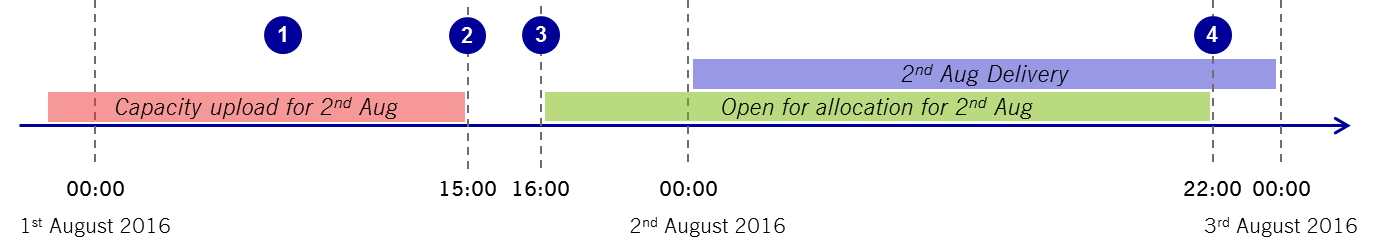 1 2 3 4
2nd Aug Delivery
Capacity upload for 2nd Aug Open for allocation for 2nd Aug
00:00 15:00 16:00 00:00 22:00 00:00
1st August 2016 2nd August 2016 3rd August 2016